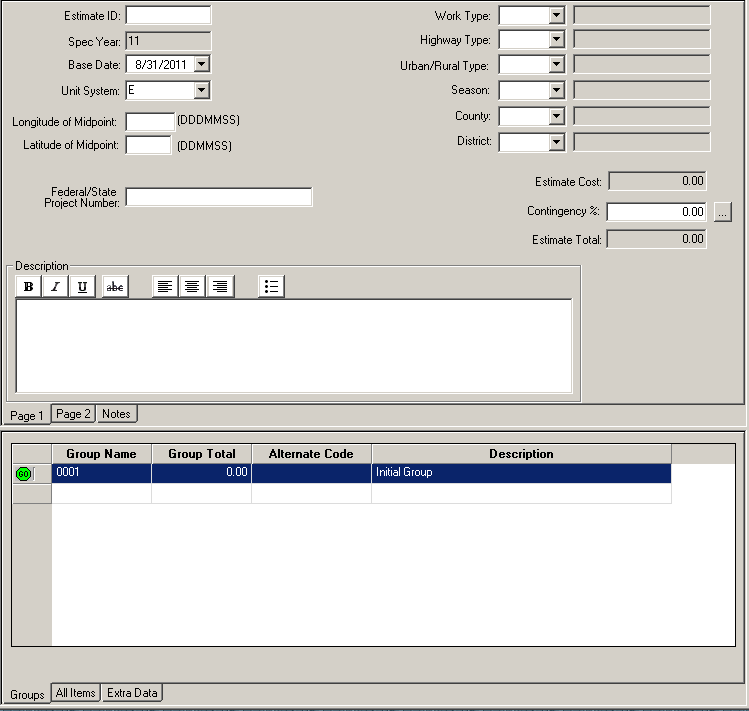 Estimate ID:
Spec Year: 11
Base Date: 8/31/2011
Unit System: E
Longitude of Midpoint: (DDDMMSS)
Latitude of Midpoint: (DDMMSS)
Federal/State
Project Number:
Work Type:
Highway Type:
Urban/Rural Type:
Season:
County:
District:
Estimate Cost: 0.00
Contingency %: 0.00 ...
Estimate Total: 0.00
Description
B I U abc
Page 1 Page 2 Notes
Group Name Group Total Alternate Code Description
GO 0001 0.00 Initial Group
Groups All Items Extra Data